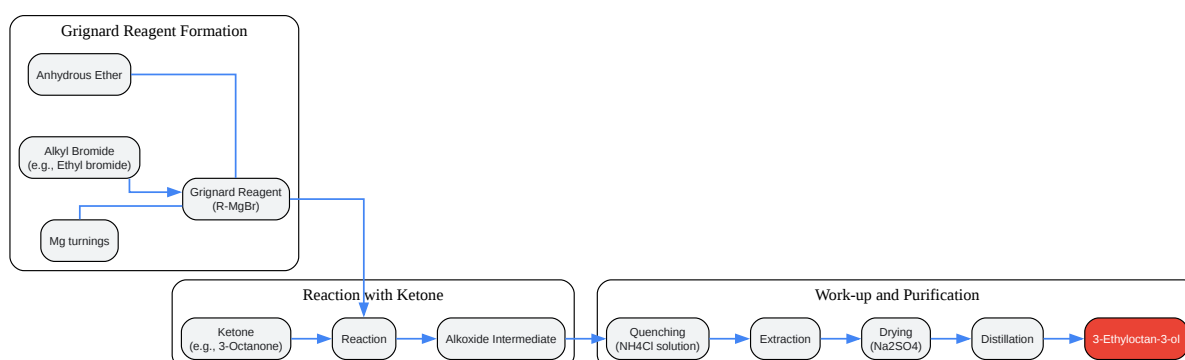 Grignard Reagent Formation
Anhydrous Ether
Alkyl Bromide
(e.g., Ethyl bromide)
Grignard Reagent
(R-MgBr)
Mg turnings
Reaction with Ketone
Ketone
(e.g., 3-Octanone)
Reaction
Alkoxide Intermediate
Work-up and Purification
Quenching
(NH4Cl solution)
Extraction
Drying
(Na2SO4)
Distillation
3-Ethyloctan-3-ol